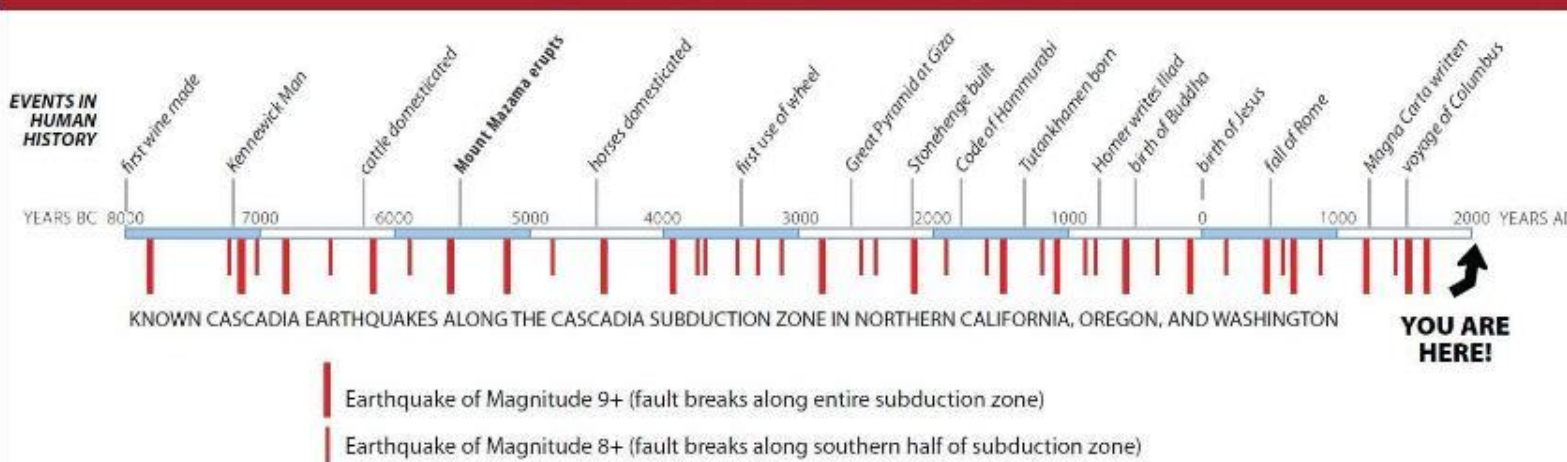 EVENTS IN
HUMAN
HISTORY
first wine made
Kennewick Man
cattle domesticated
Mount Mazama erupts
horses domesticated
first use of wheel
Great Pyramid at Giza
Stonehenge built
Code of Hammurabi
Tutankhamen born
Homer writes Iliad
birth of Buddha
birth of Jesus
fall of Rome
Magna Carta written
voyage of Columbus
YEARS BC 8000 7000 6000 5000 4000 3000 2000 1000 0 1000 2000 YEARS AD
KNOWN CASCADIA EARTHQUAKES ALONG THE CASCADIA SUBDUCTION ZONE IN NORTHERN CALIFORNIA, OREGON, AND WASHINGTON
YOU ARE
HERE!
Earthquake of Magnitude 9+ (fault breaks along entire subduction zone)
Earthquake of Magnitude 8+ (fault breaks along southern half of subduction zone)